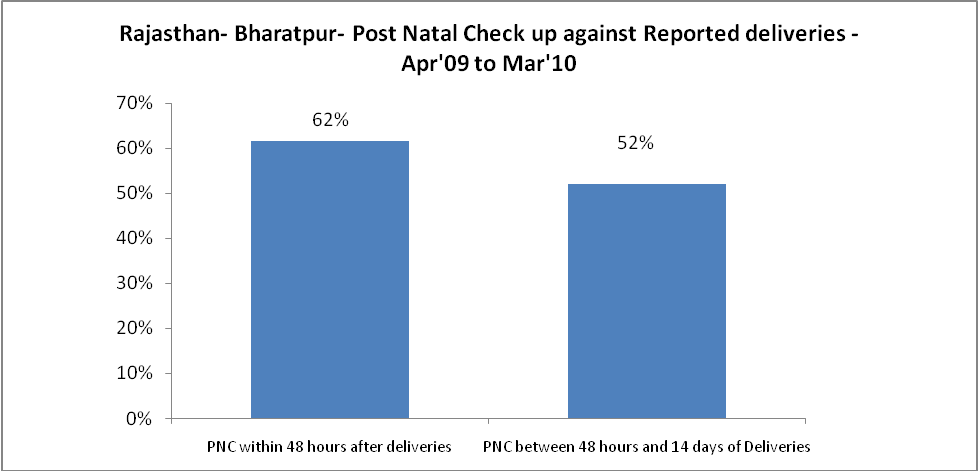 Rajasthan- Bharatpur- Post Natal Check up against Reported deliveries -
Apr'09 to Mar'10
70%
60%
50%
40%
30%
20%
10%
0%
62%
52%
PNC within 48 hours after deliveries
PNC between 48 hours and 14 days of Deliveries